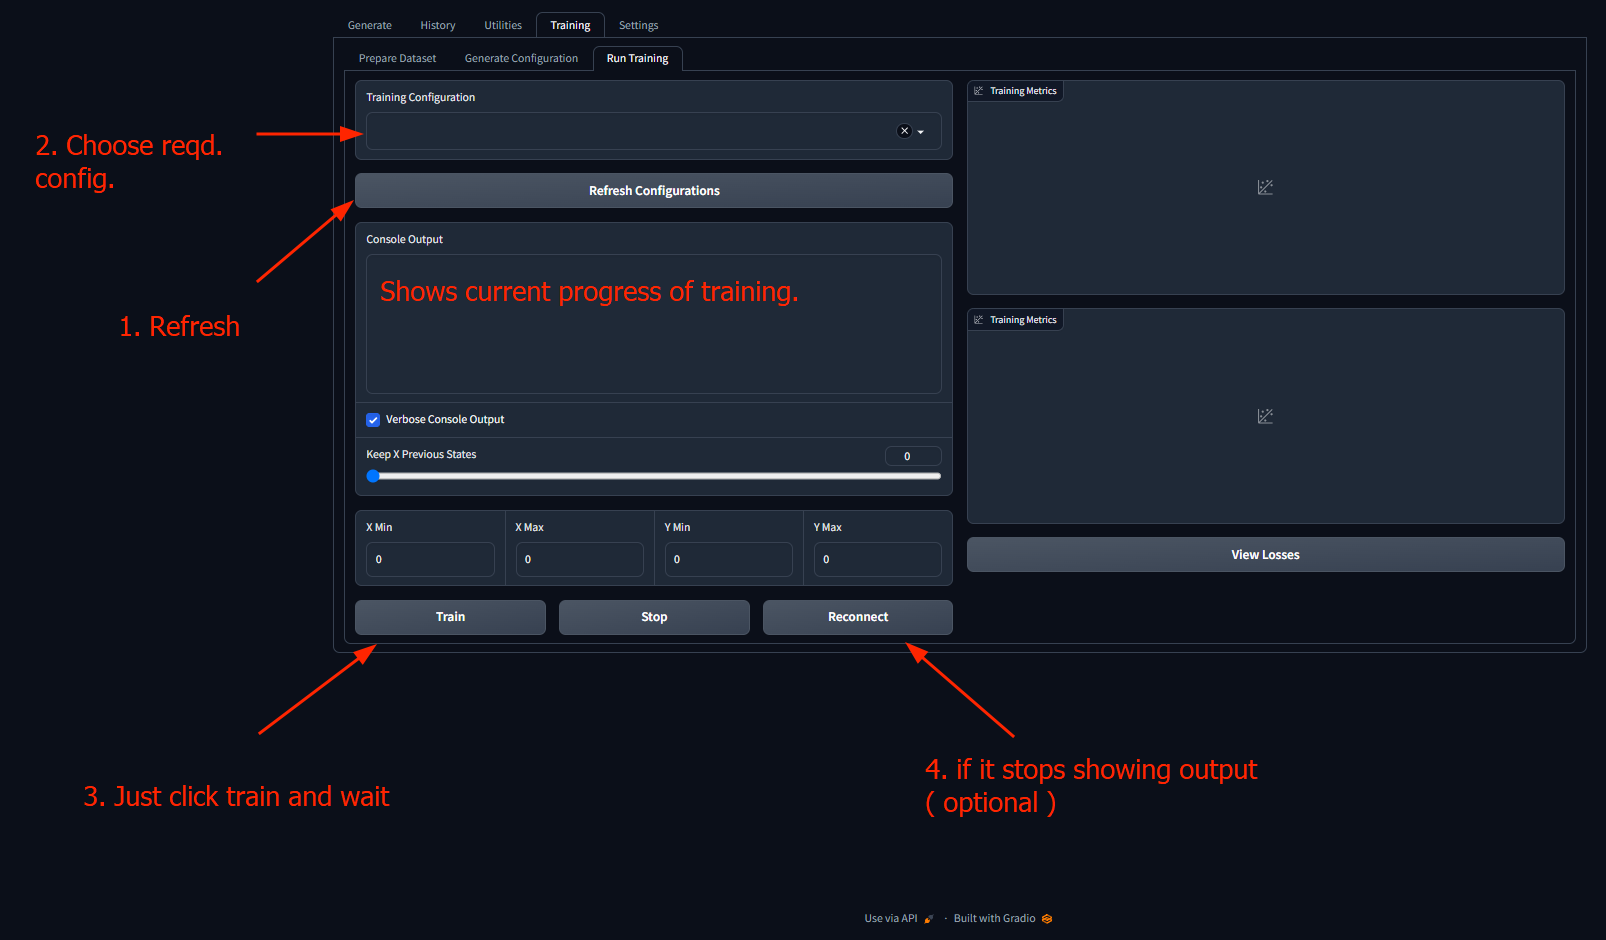 Generate
History
Utilities
Training
Settings
Prepare Dataset
Generate Configuration
Run Training
Training Configuration
2. Choose reqd.
config.
Refresh Configurations
1. Refresh
Console Output
Shows current progress of training.
Verbose Console Output
Keep X Previous States
0
X Min
X Max
Y Min
Y Max
0
0
0
0
Train
Stop
Reconnect
Training Metrics
Training Metrics
View Losses
3. Just click train and wait
4. if it stops showing output
( optional )
Use via API
·
Built with Gradio